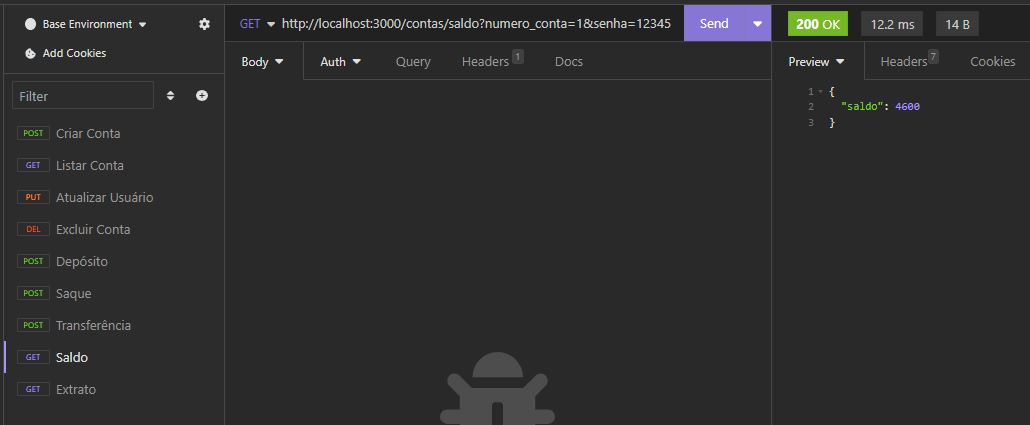 Base Environment
Add Cookies
Filter
POST Criar Conta
GET Listar Conta
PUT Atualizar Usuário
DEL Excluir Conta
POST Depósito
POST Saque
POST Transferência
GET Saldo
GET Extrato
GET http://localhost:3000/contas/saldo?numero_conta=1&senha=12345 Send
Body Auth Query Headers 1 Docs
200 OK 12.2 ms 14 B
Preview Headers 7 Cookies
1 {
2 "saldo": 4600
3 }